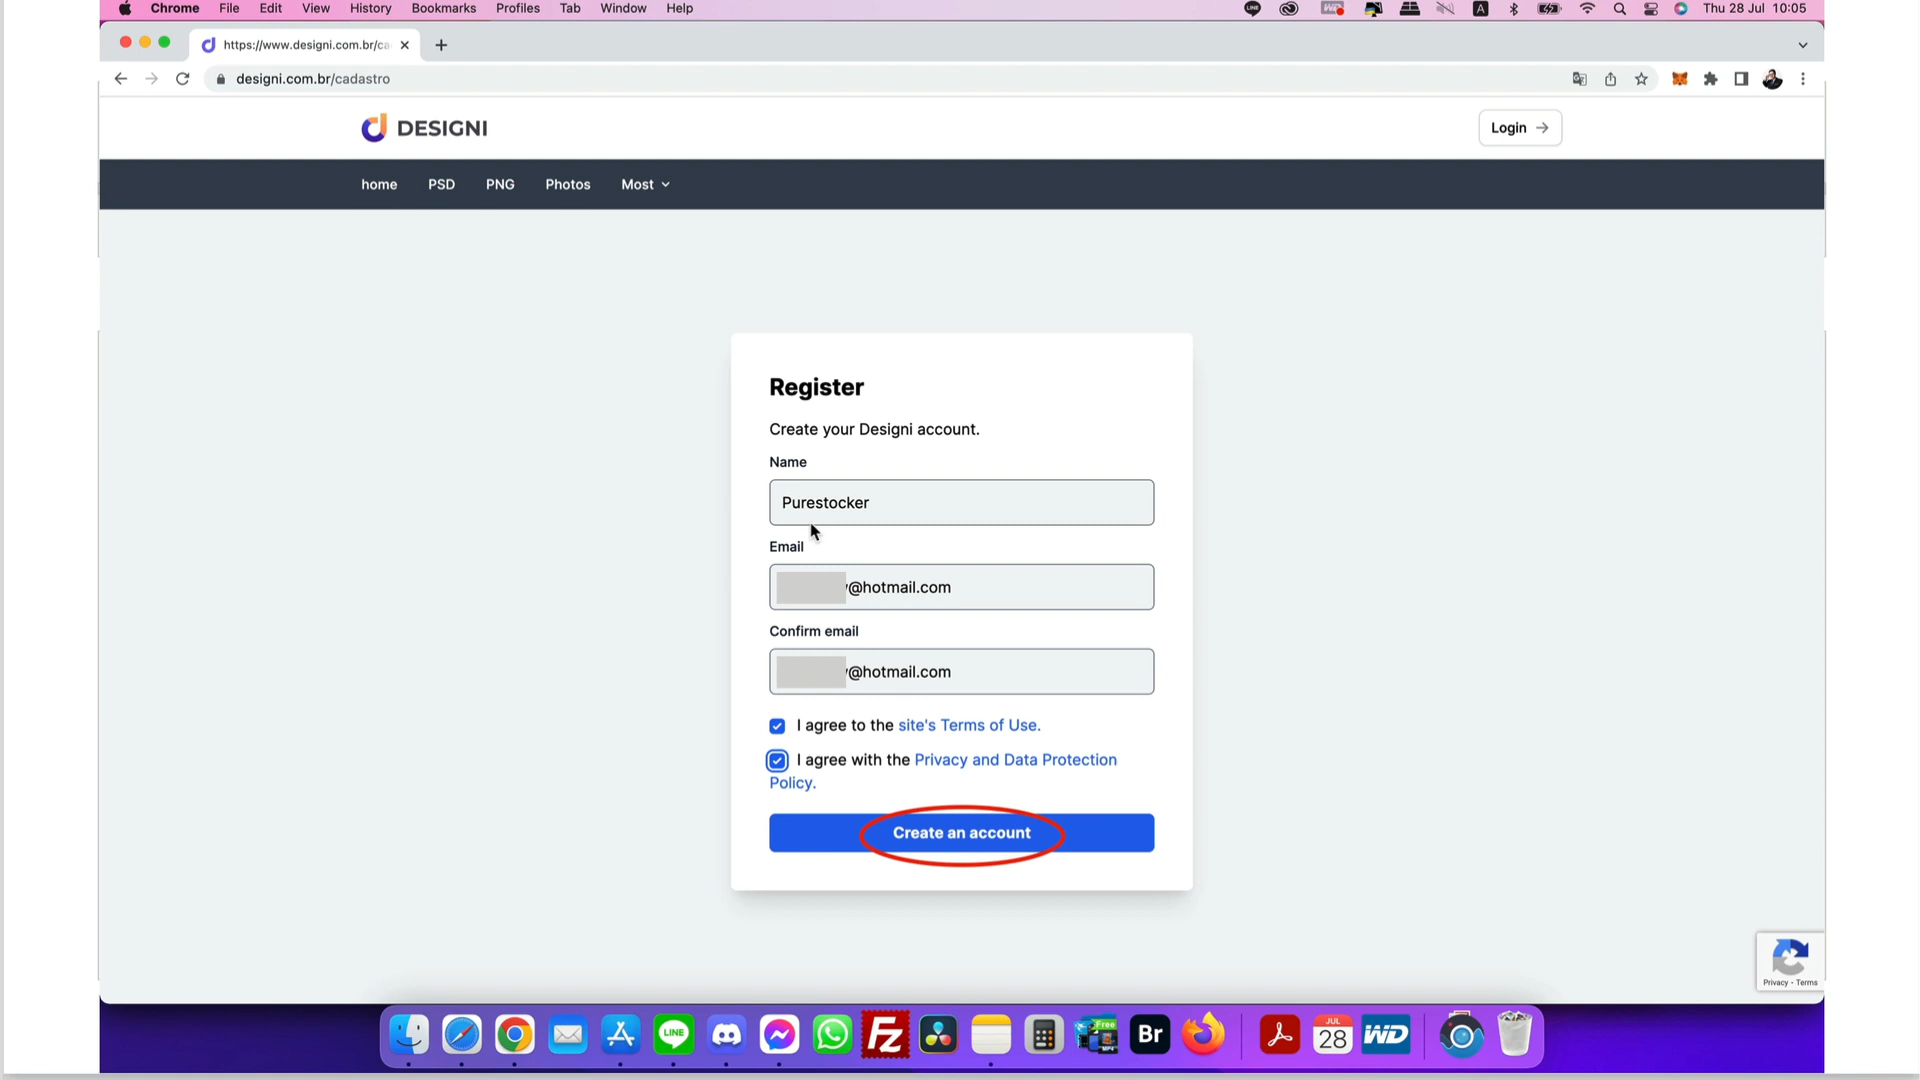 Chrome File Edit View History Bookmarks Profiles Tab Window Help Thu 28 Jul 10:05
https://www.designi.com.br/ca
designi.com.br/cadastro
DESIGNI
Login
home PSD PNG Photos Most
Register
Create your Designi account.
Name
Purestocker
Email
@hotmail.com
Confirm email
@hotmail.com
I agree to the site's Terms of Use.
I agree with the Privacy and Data Protection
Policy.
Create an account
Privacy - Terms
LINE
Fz
Free
Br
JUL
28
WD